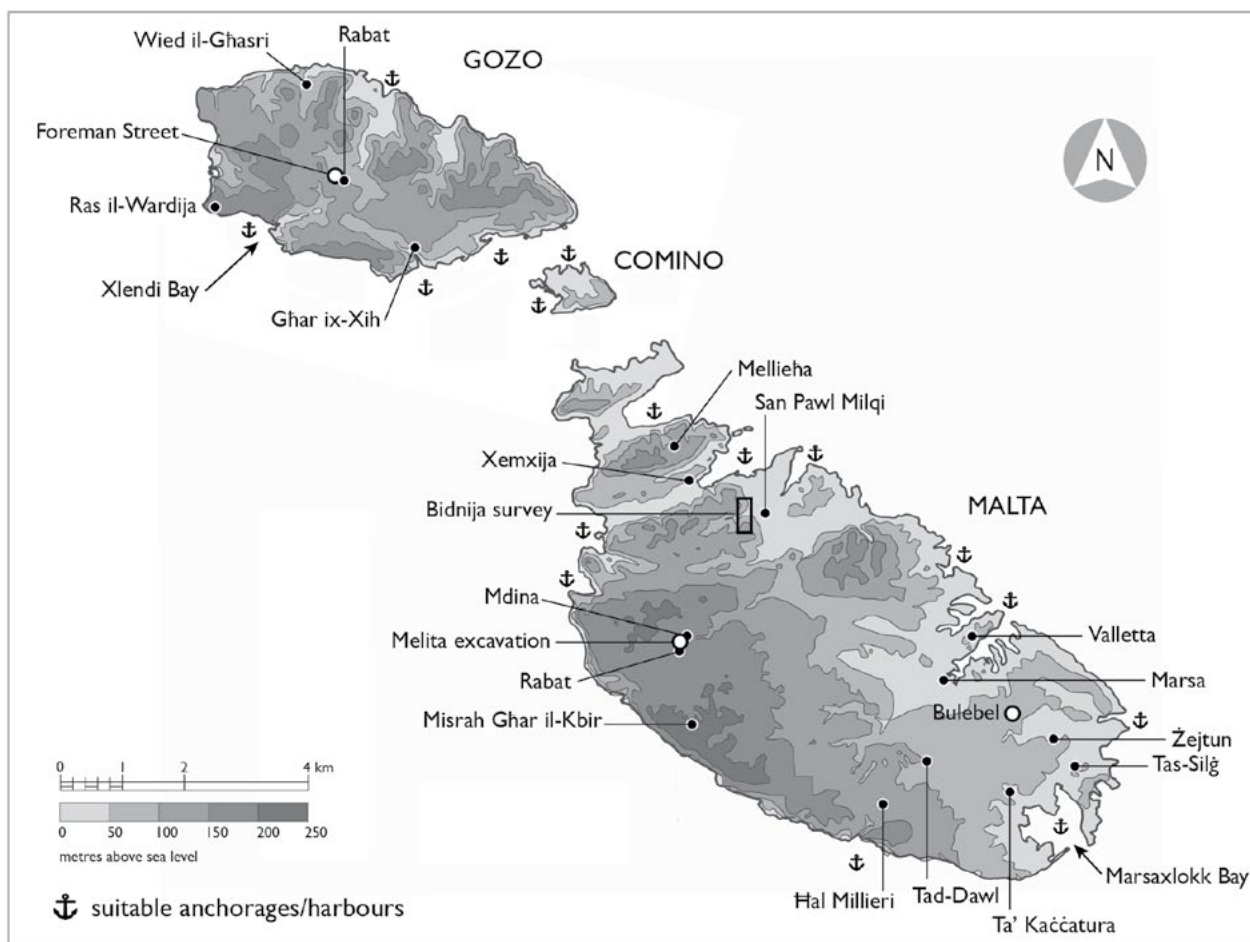 Wied il-Għasri
Rabat
GOZO
Foreman Street
N
Ras il-Wardija
COMINO
Xlendi Bay
Għar ix-Xih
Mellieħa
San Pawl Milqi
Xemxija
Bidnija survey
MALTA
Mdina
Melita excavation
Valletta
Rabat
Marsa
Misraħ Għar il-Kbir
Bulebel
Żejtun
Tas-Silġ
0 1 2 4 km
0 50 100 150 200 250
metres above sea level
Marsaxlokk Bay
Ħal Millieri
Tad-Dawl
Ta' Kaċċatura
suitable anchorages/harbours